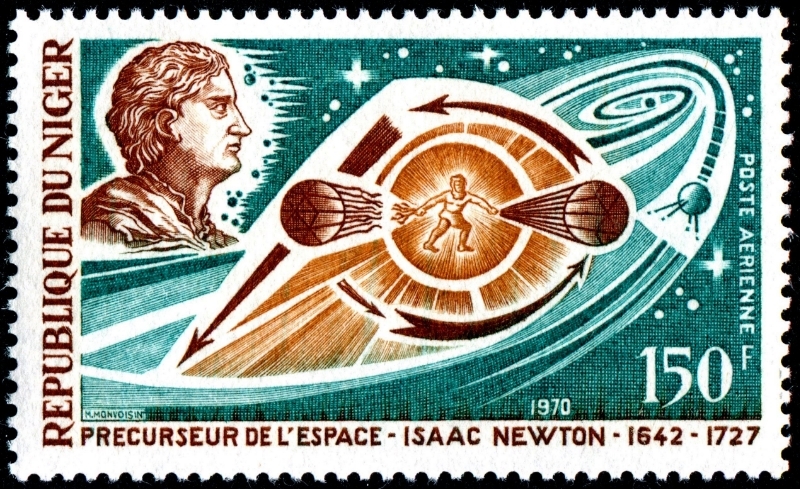 REPUBLIQUE DU NIGER
POSTE AERIENNE
150F
M.MONVOISIN
1970
PRECURSEUR DE L'ESPACE - ISAAC NEWTON - 1642 - 1727